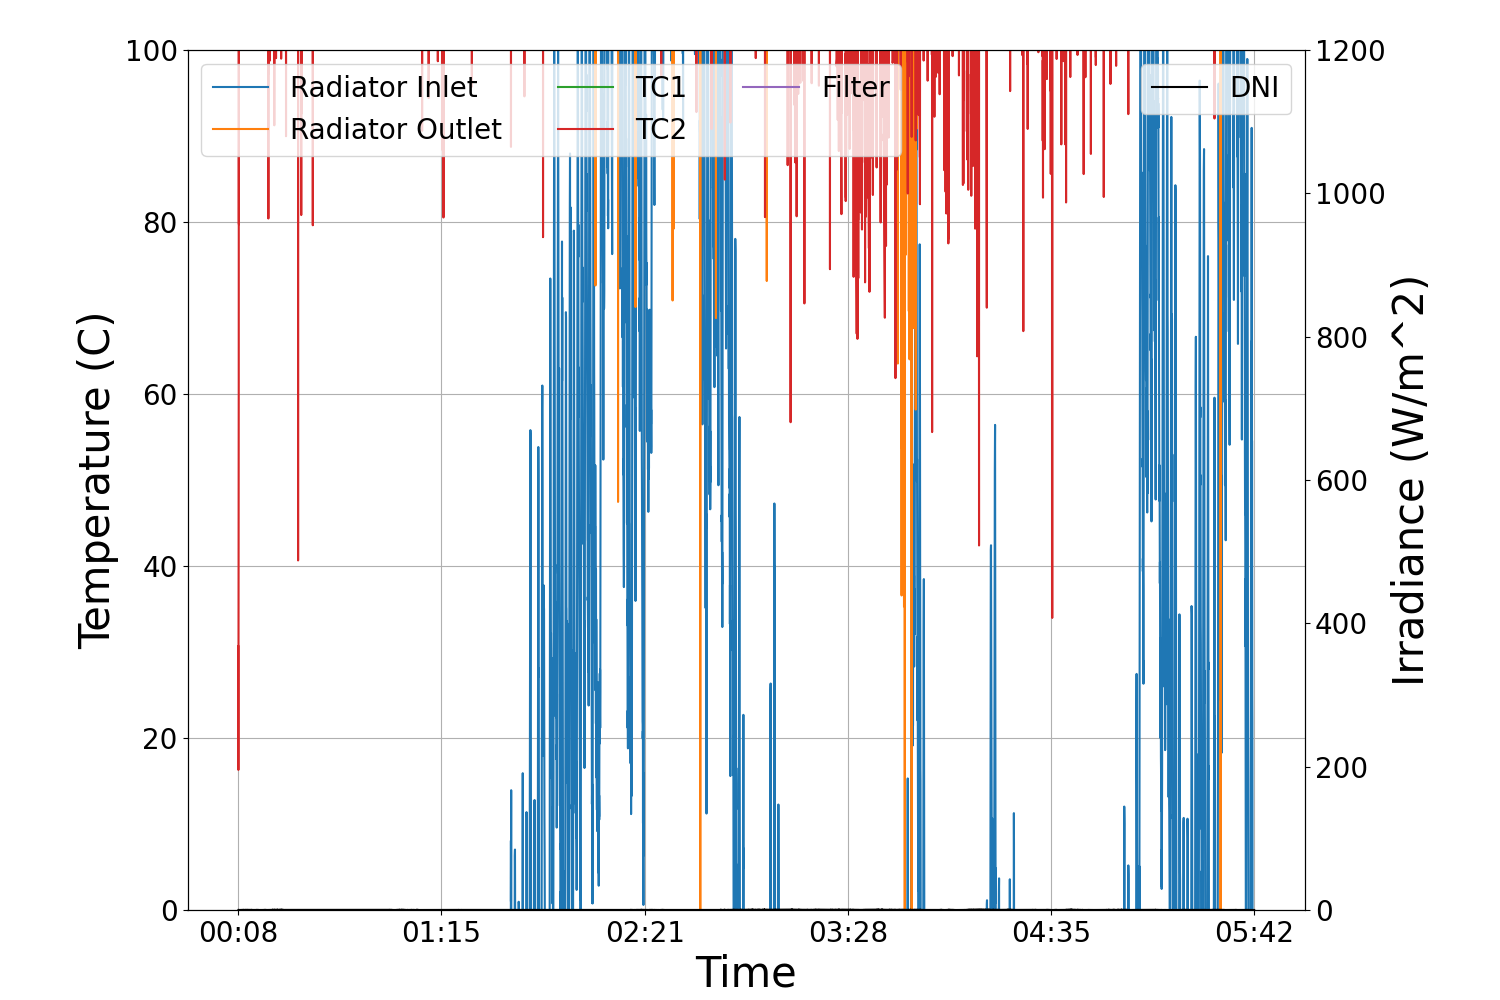 100
80
60
40
20
0
Temperature (C)
Radiator Inlet
Radiator Outlet
TC1
TC2
Filter
DNI
1200
1000
800
600
400
200
0
Irradiance (W/m^2)
00:08 01:15 02:21 03:28 04:35 05:42
Time